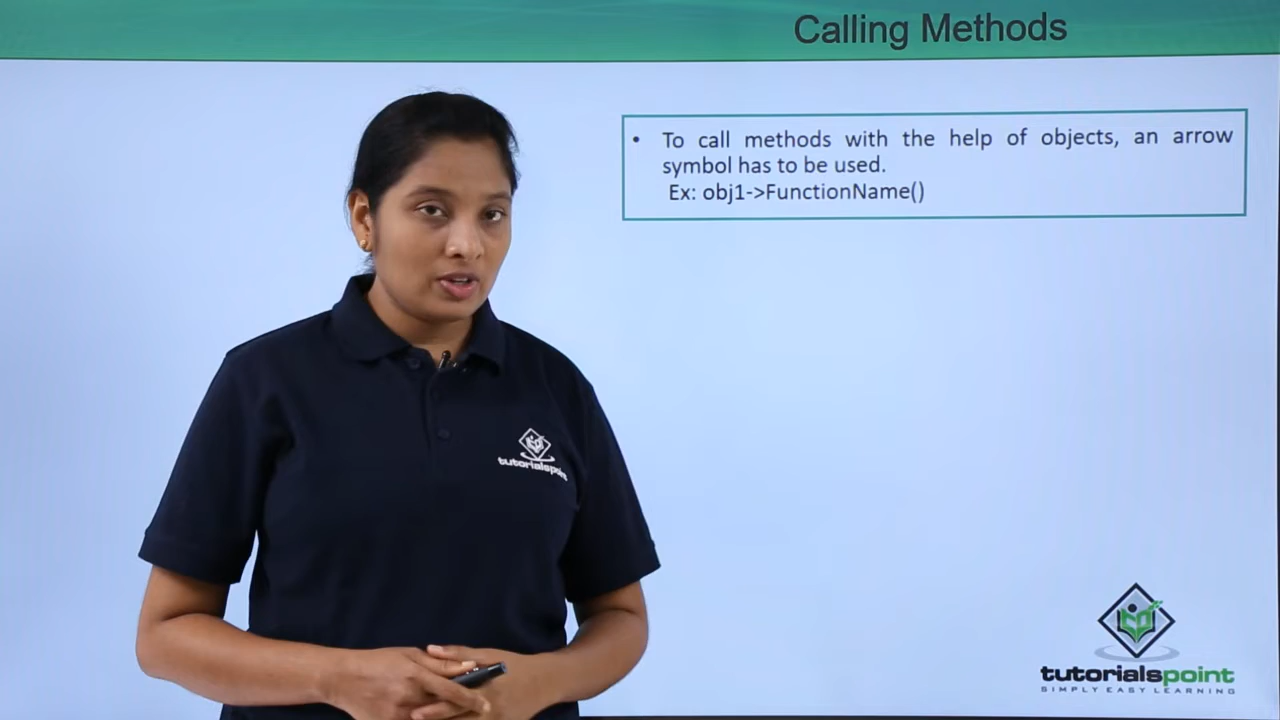 Calling Methods
• To call methods with the help of objects, an arrow
symbol has to be used.
Ex: obj1->FunctionName()
tutorialspoint
tutorialspoint
SIMPLY EASY LEARNING